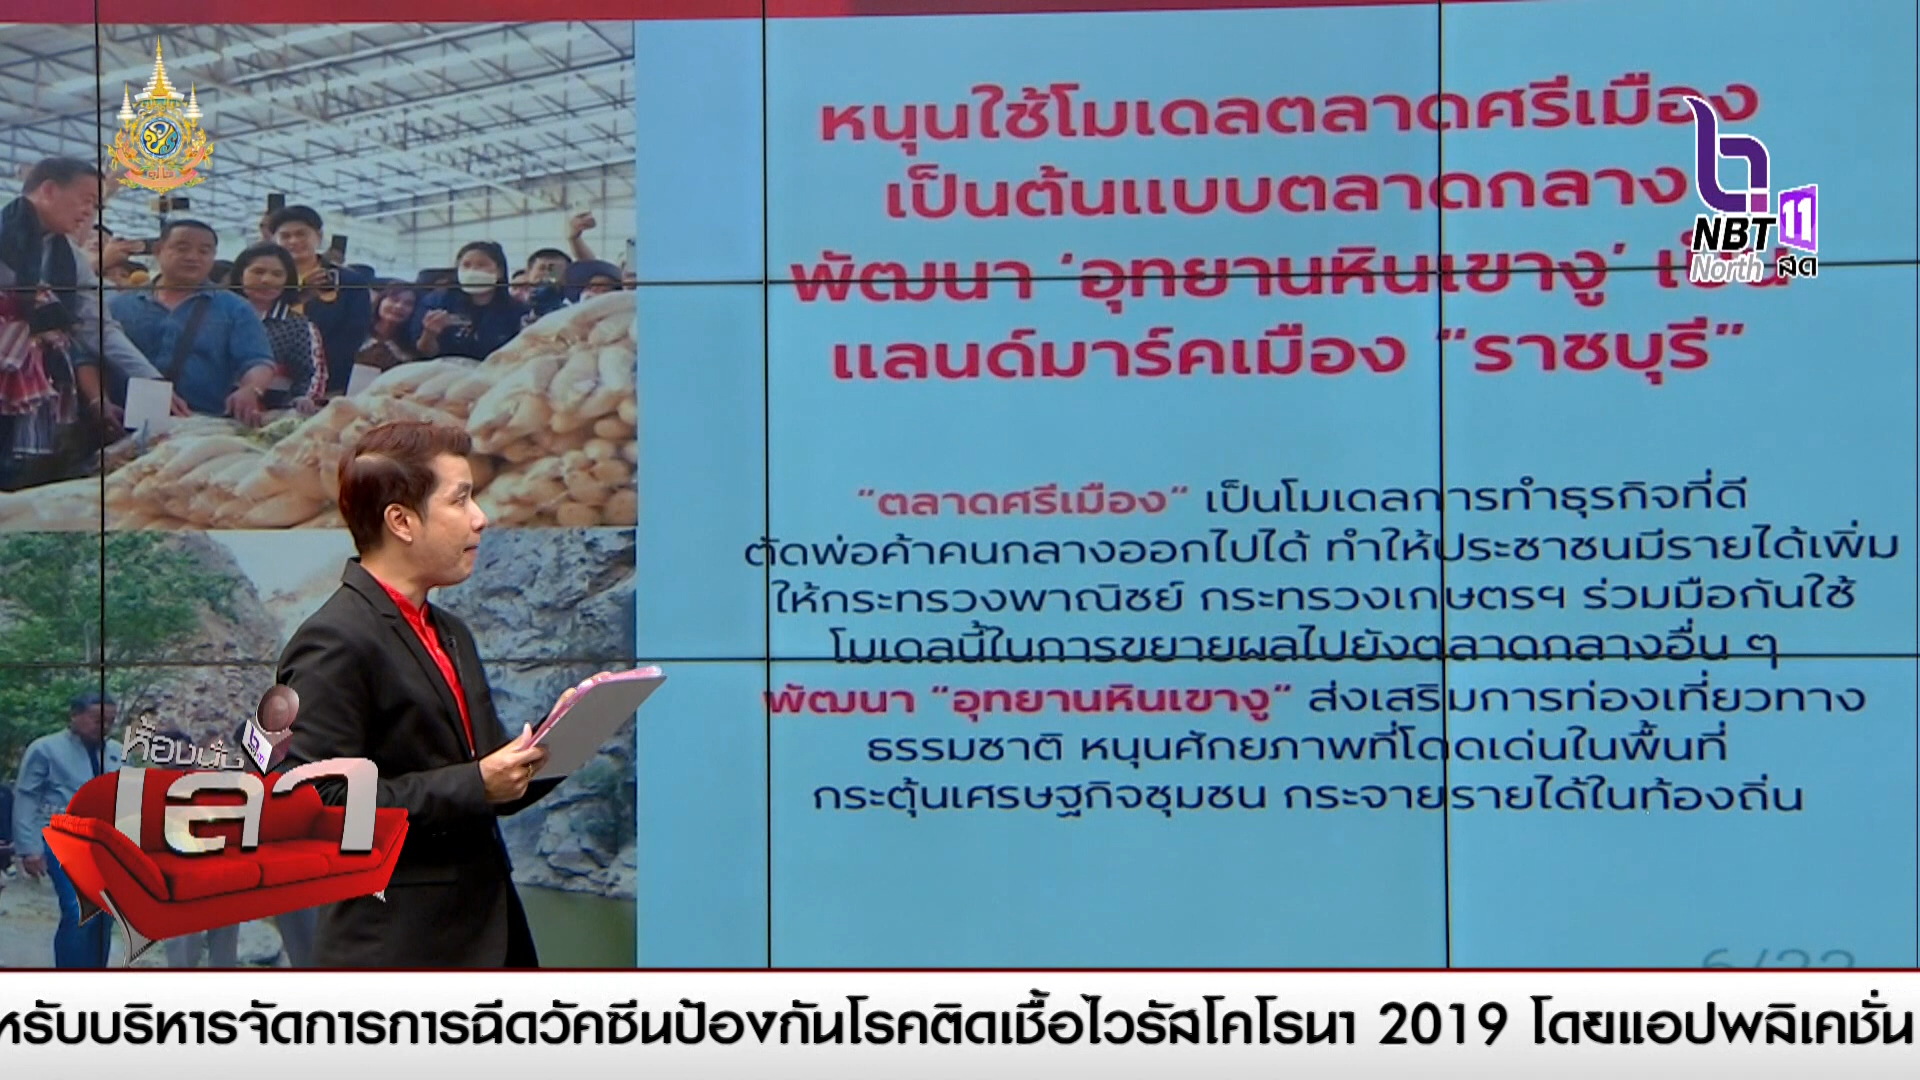 หนุนใช้โมเดลตลาดศรีเมือง
เป็นต้นแบบตลาดกลาง
พัฒนา ‘อุทยานหินเขางู’ เป็น
แลนด์มาร์คเมือง “ราชบุรี”
NBT 11
North สด
“ตลาดศรีเมือง” เป็นโมเดลการทำธุรกิจที่ดี
ตัดพ่อค้าคนกลางออกไปได้ ทำให้ประชาชนมีรายได้เพิ่ม
ให้กระทรวงพาณิชย์ กระทรวงเกษตรฯ ร่วมมือกันใช้
โมเดลนี้ในการขยายผลไปยังตลาดกลางอื่น ๆ
พัฒนา “อุทยานหินเขางู” ส่งเสริมการท่องเที่ยวทาง
ธรรมชาติ หนุนศักยภาพที่โดดเด่นในพื้นที่
กระตุ้นเศรษฐกิจชุมชน กระจายรายได้ในท้องถิ่น
ห้องนั่ง
เล่า
หรับบริหารจัดการการฉีดวัคซีนป้องกันโรคติดเชื้อไวรัสโคโรนา 2019 โดยแอปพลิเคชั่น